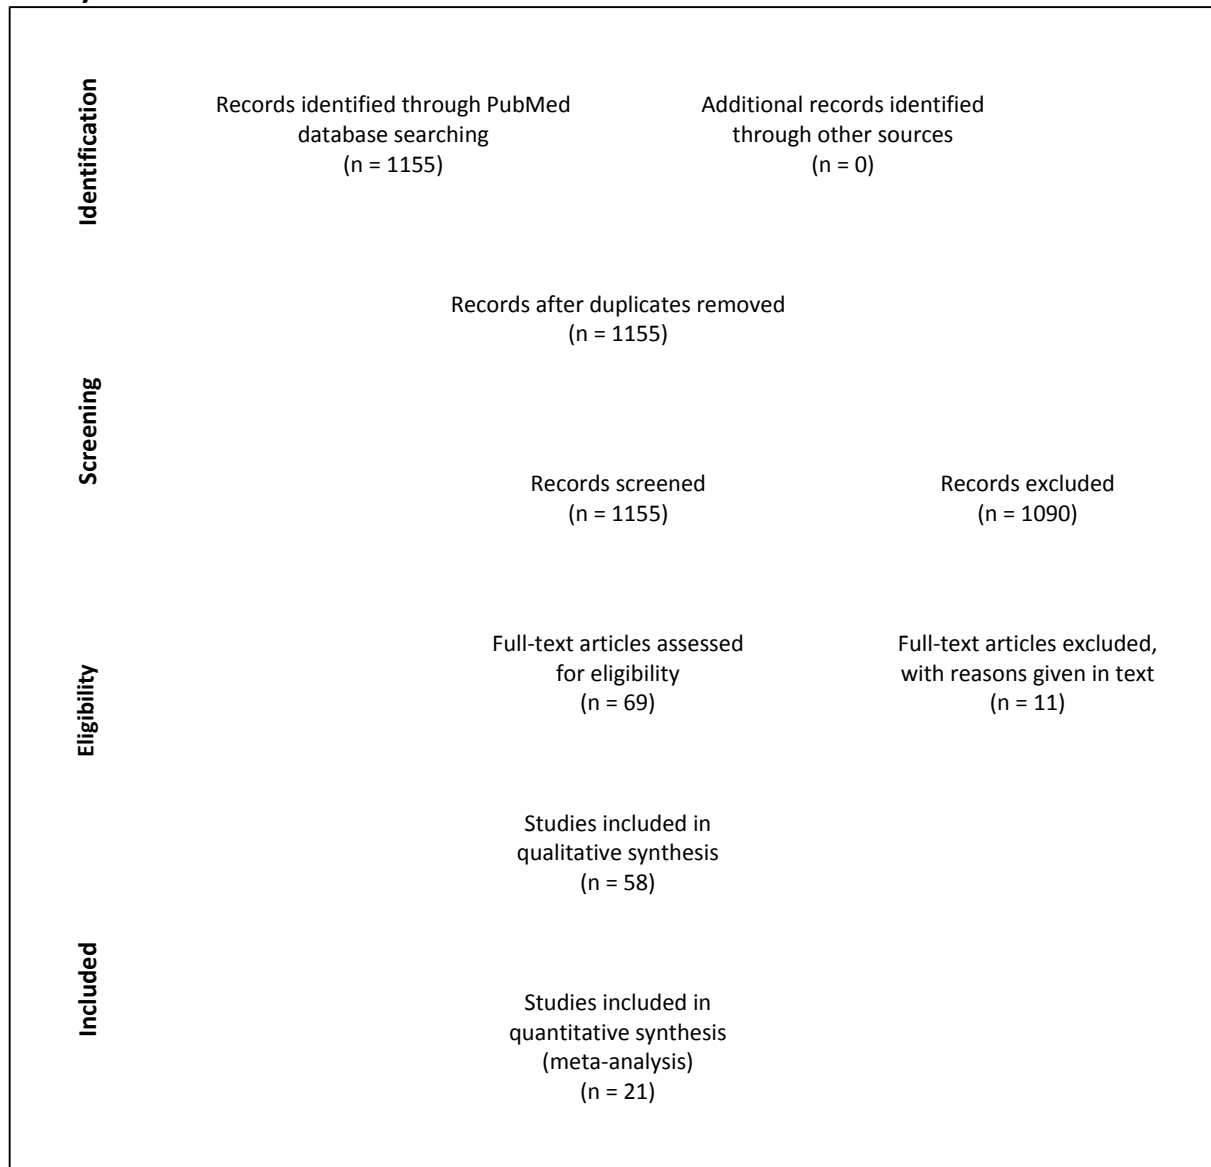 Identification
Records identified through PubMed
database searching
(n = 1155)
Additional records identified
through other sources
(n = 0)
Records after duplicates removed
(n = 1155)
Screening
Records screened
(n = 1155)
Records excluded
(n = 1090)
Eligibility
Full-text articles assessed
for eligibility
(n = 69)
Full-text articles excluded,
with reasons given in text
(n = 11)
Studies included in
qualitative synthesis
(n = 58)
Included
Studies included in
quantitative synthesis
(meta-analysis)
(n = 21)